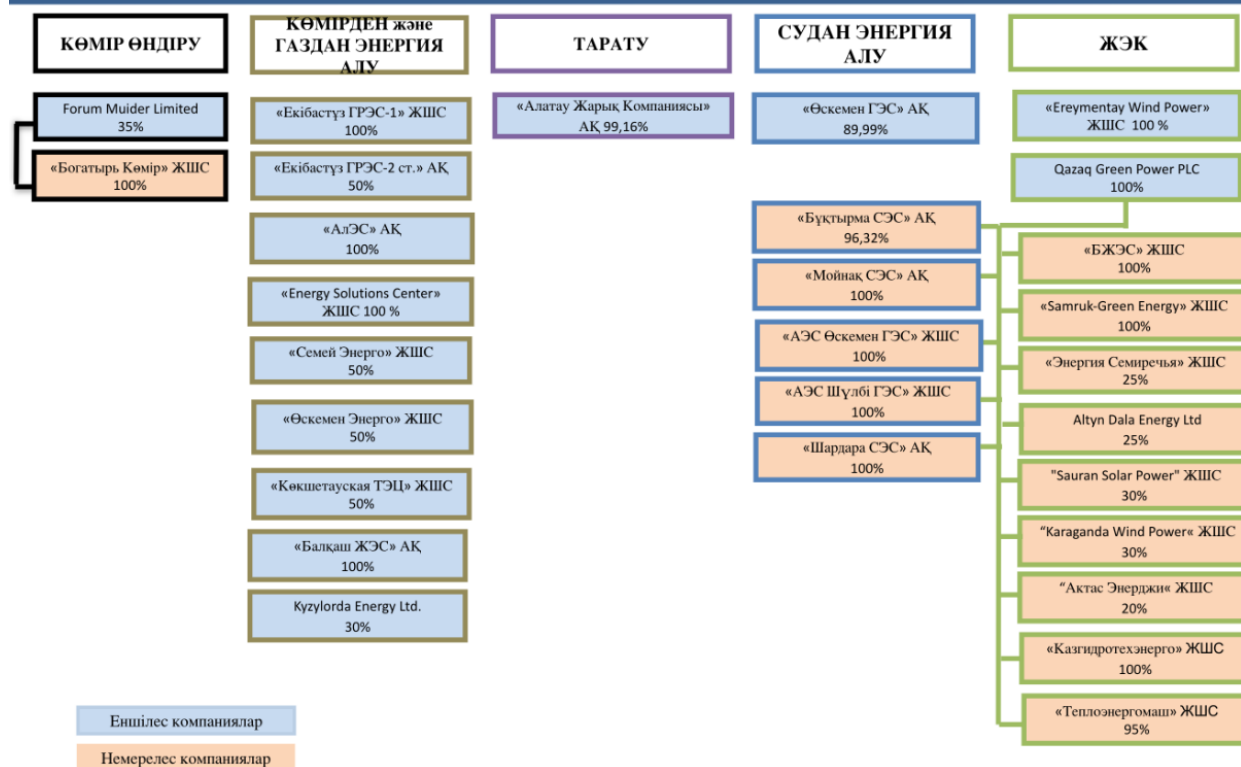 КӨМІР ӨНДІРУ
Forum Muider Limited
35%
«Богатырь Көмір» ЖШС
100%
КӨМІРДЕН және
ГАЗДАН ЭНЕРГИЯ
АЛУ
«Екібастұз ГРЭС-1» ЖШС
100%
«Екібастұз ГРЭС-2 ст.» АҚ
50%
«АлЭС» АҚ
100%
«Energy Solutions Center»
ЖШС 100 %
«Семей Энерго» ЖШС
50%
«Өскемен Энерго» ЖШС
50%
«Көкшетауская ТЭЦ» ЖШС
50%
«Балқаш ЖЭС» АҚ
100%
Kyzylorda Energy Ltd.
30%
ТАРАТУ
«Алатау Жарық Компаниясы»
АҚ 99,16%
СУДАН ЭНЕРГИЯ
АЛУ
«Өскемен ГЭС» АҚ
89,99%
«Бұқтырма СЭС» АҚ
96,32%
«Мойнақ СЭС» АҚ
100%
«АЭС Өскемен ГЭС» ЖШС
100%
«АЭС Шүлбі ГЭС» ЖШС
100%
«Шардара СЭС» АҚ
100%
ЖЭК
«Ereymentay Wind Power»
ЖШС 100 %
Qazaq Green Power PLC
100%
«БЖЭС» ЖШС
100%
«Samruk-Green Energy» ЖШС
100%
«Энергия Семиречья» ЖШС
25%
Altyn Dala Energy Ltd
25%
"Sauran Solar Power" ЖШС
30%
“Karaganda Wind Power« ЖШС
30%
“Актас Энерджи« ЖШС
20%
«Казгидротехэнерго» ЖШС
100%
«Теплоэнергомаш» ЖШС
95%
Еншілес компаниялар
Немерелес компаниялар